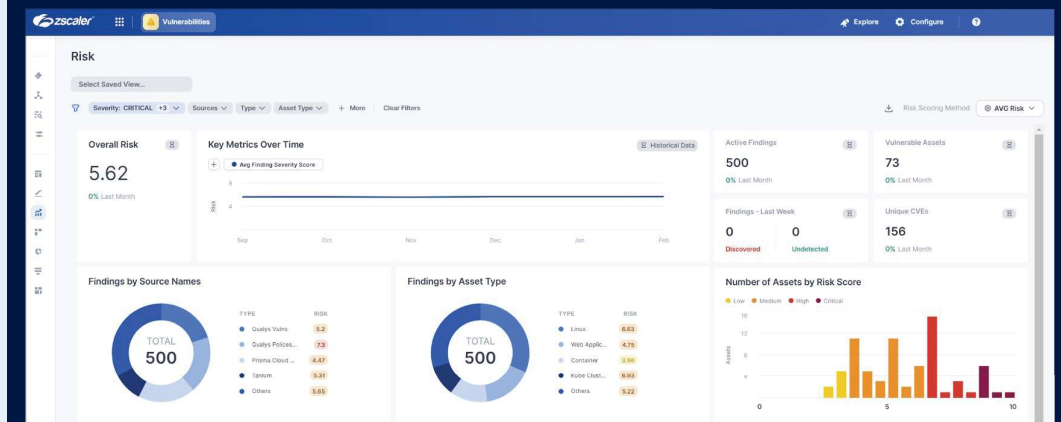 zscaler
Vulnerabilities
Explore
Configure
Risk
Select Saved View...
Severity: CRITICAL +3
Sources
Type
Asset Type
+ More
Clear Filters
Risk Scoring Method
AVG Risk
Overall Risk
5.62
0% Last Month
Key Metrics Over Time
Historical Data
+
Avg Finding Severity Score
Risk
8
4
Sep Oct Nov Dec Jan Feb
Active Findings
500
0% Last Month
Vulnerable Assets
73
0% Last Month
Findings - Last Week
0 0
Discovered Undetected
Unique CVEs
156
0% Last Month
Findings by Source Names
TOTAL
500
TYPE RISK
Qualys Vulns 5.2
Qualys Polices... 7.3
Prisma Cloud ... 4.47
Tanium 5.31
Others 5.65
Findings by Asset Type
TOTAL
500
TYPE RISK
Linux 6.63
Web Applic... 4.75
Container 3.96
Kube Clust... 6.03
Others 5.22
Number of Assets by Risk Score
Low Medium High Critical
Assets
16
12
8
0 5 10